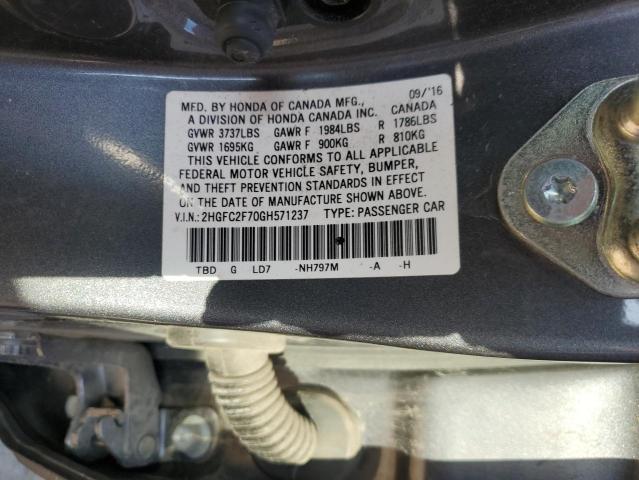 09/'16
MFD. BY HONDA OF CANADA MFG., CANADA
A DIVISION OF HONDA CANADA INC.
GVWR 3737LBS GAWR F 1984LBS R 1786LBS
GVWR 1695KG GAWR F 900KG R 810KG
THIS VEHICLE CONFORMS TO ALL APPLICABLE
FEDERAL MOTOR VEHICLE SAFETY, BUMPER,
AND THEFT PREVENTION STANDARDS IN EFFECT
ON THE DATE OF MANUFACTURE SHOWN ABOVE.
V.I.N.: 2HGFC2F70GH571237 TYPE: PASSENGER CAR
TBD G LD7 -NH797M -A -H